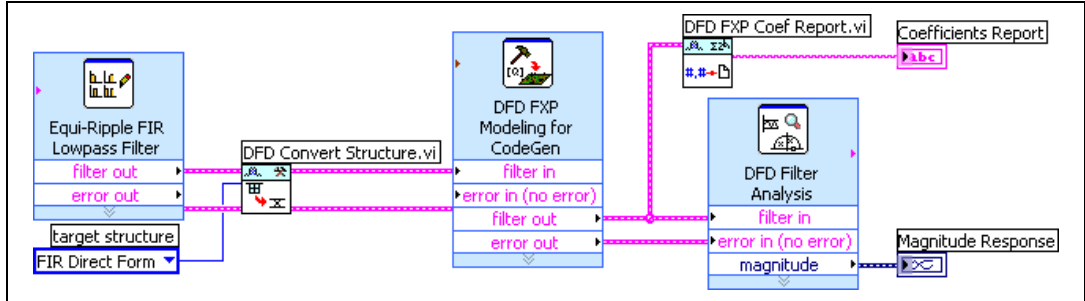 DFD FXP Coef Report.vi
Coefficients Report
abc
#,#
Equi-Ripple FIR
Lowpass Filter
filter out
error out
DFD Convert Structure.vi
target structure
FIR Direct Form
[Q]
DFD FXP
Modeling for
CodeGen
filter in
error in (no error)
filter out
error out
DFD Filter
Analysis
filter in
error in (no error)
magnitude
Magnitude Response